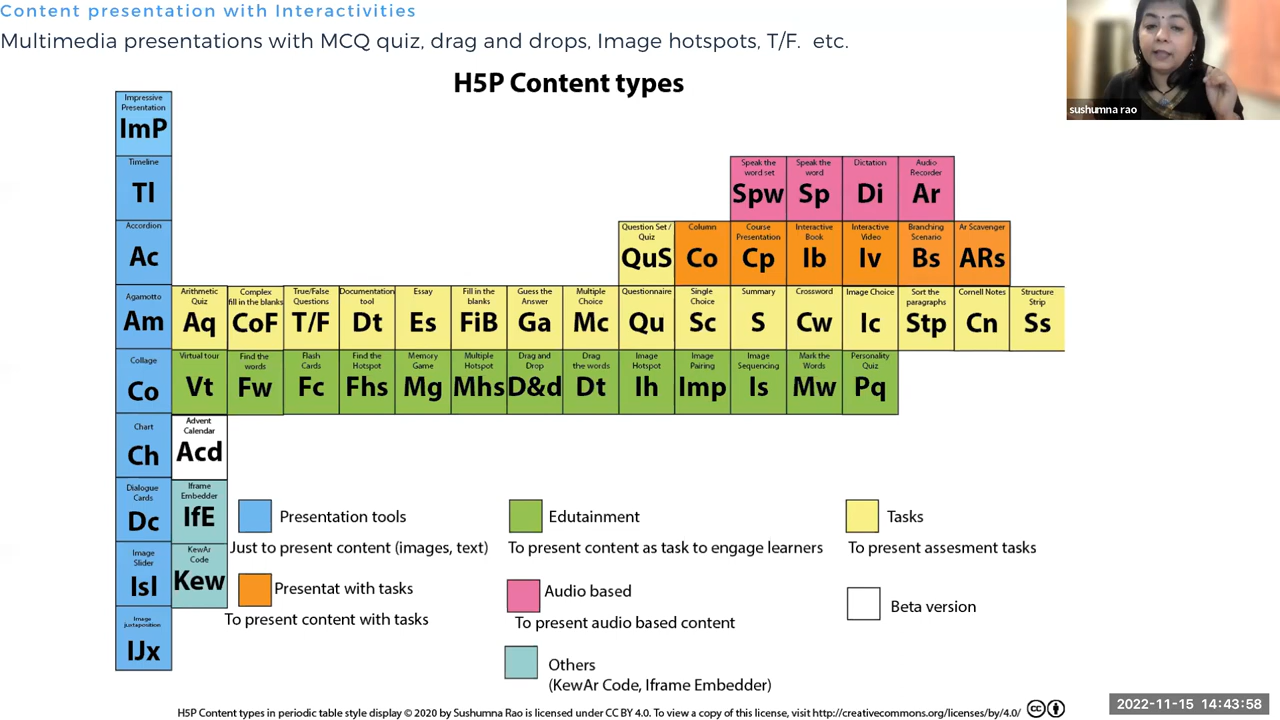 Content presentation with Interactivities
Multimedia presentations with MCQ quiz, drag and drops, Image hotspots, T/F. etc.
sushumna rao
H5P Content types
Impressive
Presentation
ImP
Timeline
Tl
Speak the
word set
Spw
Speak the
word
Sp
Dictation
Di
Audio
Recorder
Ar
Accordion
Ac
Question Set /
Quiz
QuS
Column
Co
Course
Presentation
Cp
Interactive
Book
Ib
Interactive
Video
Iv
Branching
Scenario
Bs
Ar Scavenger
ARs
Agamotto
Am
Arithmetic
Quiz
Aq
Complex
fill in the blanks
CoF
True/False
Questions
T/F
Documentation
tool
Dt
Essay
Es
Fill in the
blanks
FiB
Guess the
Answer
Ga
Multiple
Choice
Mc
Questionnaire
Qu
Single
Choice
Sc
Summary
S
Crossword
Cw
Image Choice
Ic
Sort the
paragraphs
Stp
Cornell Notes
Cn
Structure
Strip
Ss
Collage
Co
Virtual tour
Vt
Find the
words
Fw
Flash
Cards
Fc
Find the
Hotspot
Fhs
Memory
Game
Mg
Multiple
Hotspot
Mhs
Drag and
Drop
D&d
Drag
the words
Dt
Image
Hotspot
Ih
Image
Pairing
Imp
Image
Sequencing
Is
Mark the
Words
Mw
Personality
Quiz
Pq
Chart
Ch
Advent
Calendar
Acd
Dialogue
Cards
Dc
Iframe
Embedder
IfE
Image
Slider
Isl
KewAr
Code
Kew
Image
juxtaposition
IJx
Presentation tools
Just to present content (images, text)
Edutainment
To present content as task to engage learners
Tasks
To present assesment tasks
Presentat with tasks
To present content with tasks
Audio based
To present audio based content
Beta version
Others
(KewAr Code, Iframe Embedder)
H5P Content types in periodic table style display © 2020 by Sushumna Rao is licensed under CC BY 4.0. To view a copy of this license, visit http://creativecommons.org/licenses/by/4.0/
2022-11-15 14:43:58